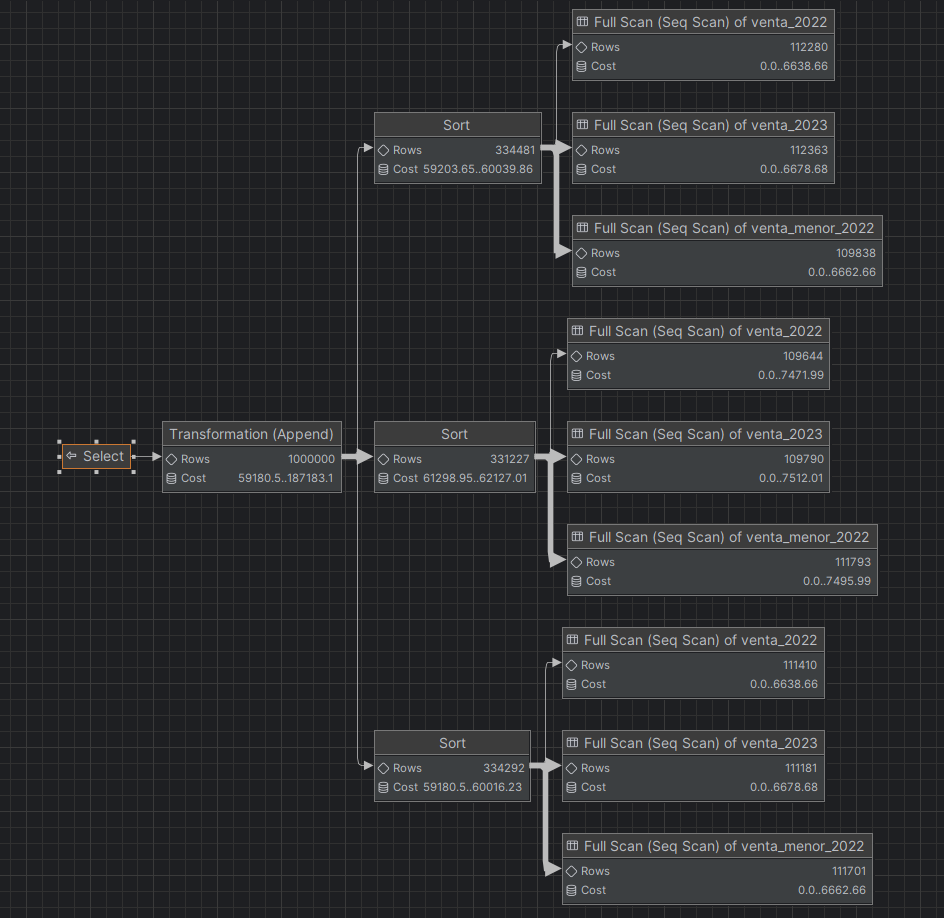 Select
Transformation (Append)
Rows 1000000
Cost 59180.5..187183.1
Sort
Rows 334481
Cost 59203.65..60039.86
Full Scan (Seq Scan) of venta_2022
Rows 112280
Cost 0.0..6638.66
Full Scan (Seq Scan) of venta_2023
Rows 112363
Cost 0.0..6678.68
Full Scan (Seq Scan) of venta_menor_2022
Rows 109838
Cost 0.0..6662.66
Sort
Rows 331227
Cost 61298.95..62127.01
Full Scan (Seq Scan) of venta_2022
Rows 109644
Cost 0.0..7471.99
Full Scan (Seq Scan) of venta_2023
Rows 109790
Cost 0.0..7512.01
Full Scan (Seq Scan) of venta_menor_2022
Rows 111793
Cost 0.0..7495.99
Sort
Rows 334292
Cost 59180.5..60016.23
Full Scan (Seq Scan) of venta_2022
Rows 111410
Cost 0.0..6638.66
Full Scan (Seq Scan) of venta_2023
Rows 111181
Cost 0.0..6678.68
Full Scan (Seq Scan) of venta_menor_2022
Rows 111701
Cost 0.0..6662.66